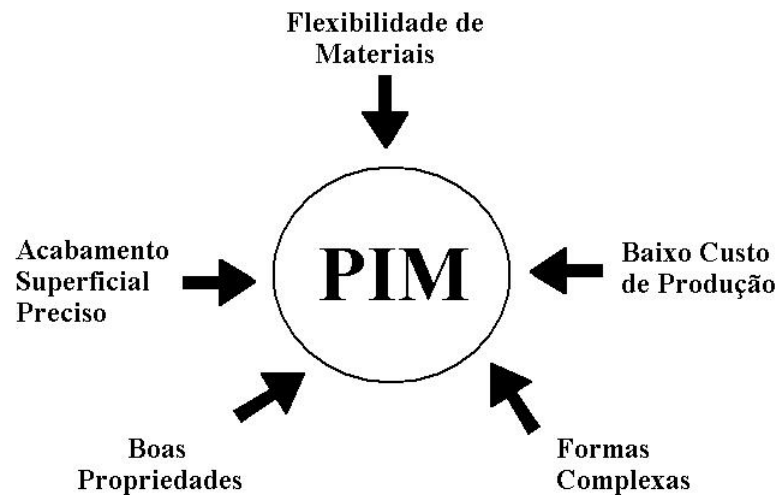 Flexibilidade de
Materiais
Acabamento
Superficial
Preciso
PIM
Baixo Custo
de Produção
Boas
Propriedades
Formas
Complexas